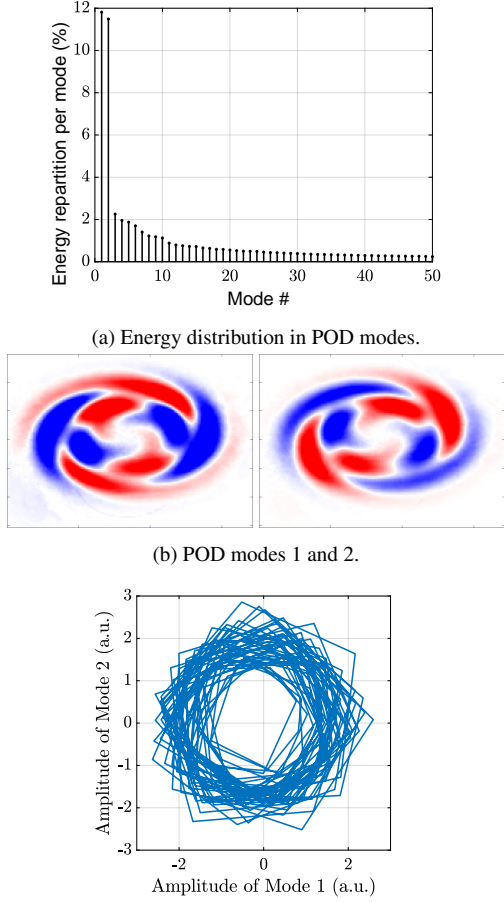 Energy repartition per mode (%)
12
10
8
6
4
2
0
0 10 20 30 40 50
Mode #
(a) Energy distribution in POD modes.
(b) POD modes 1 and 2.
Amplitude of Mode 2 (a.u.)
3
2
1
0
-1
-2
-3
-2 0 2
Amplitude of Mode 1 (a.u.)